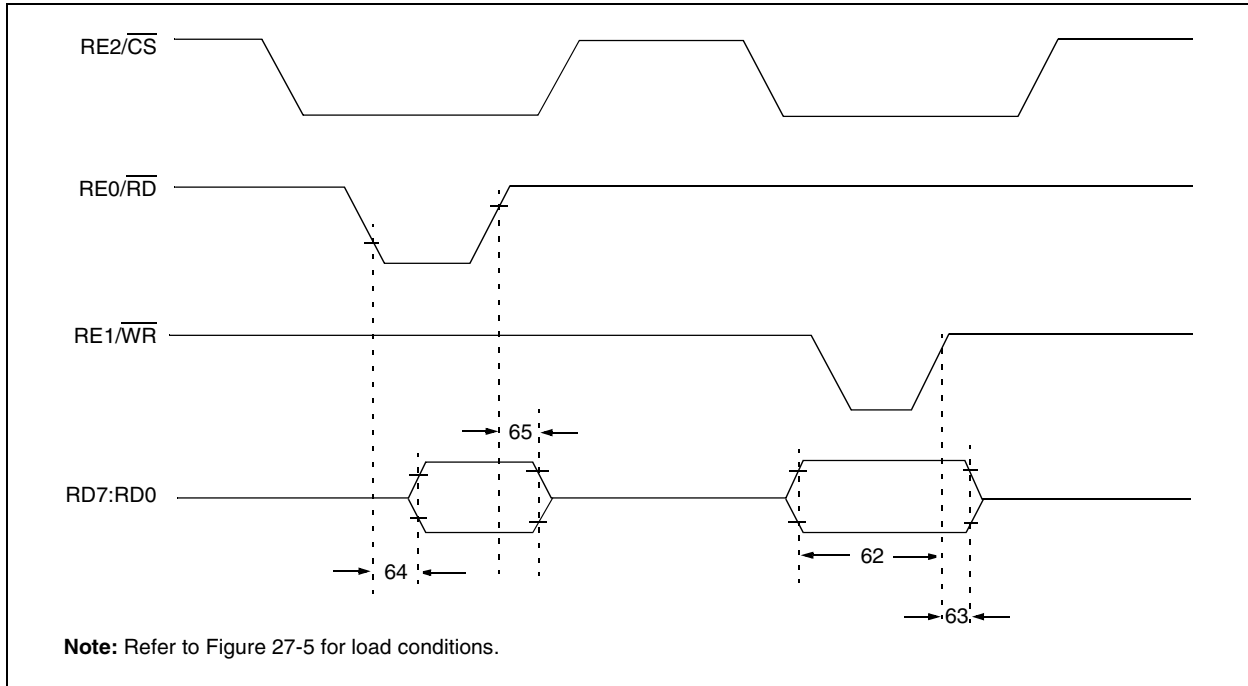 RE2/CS
RE0/RD
RE1/WR
65
RD7:RD0
62
64
63
Note: Refer to Figure 27-5 for load conditions.